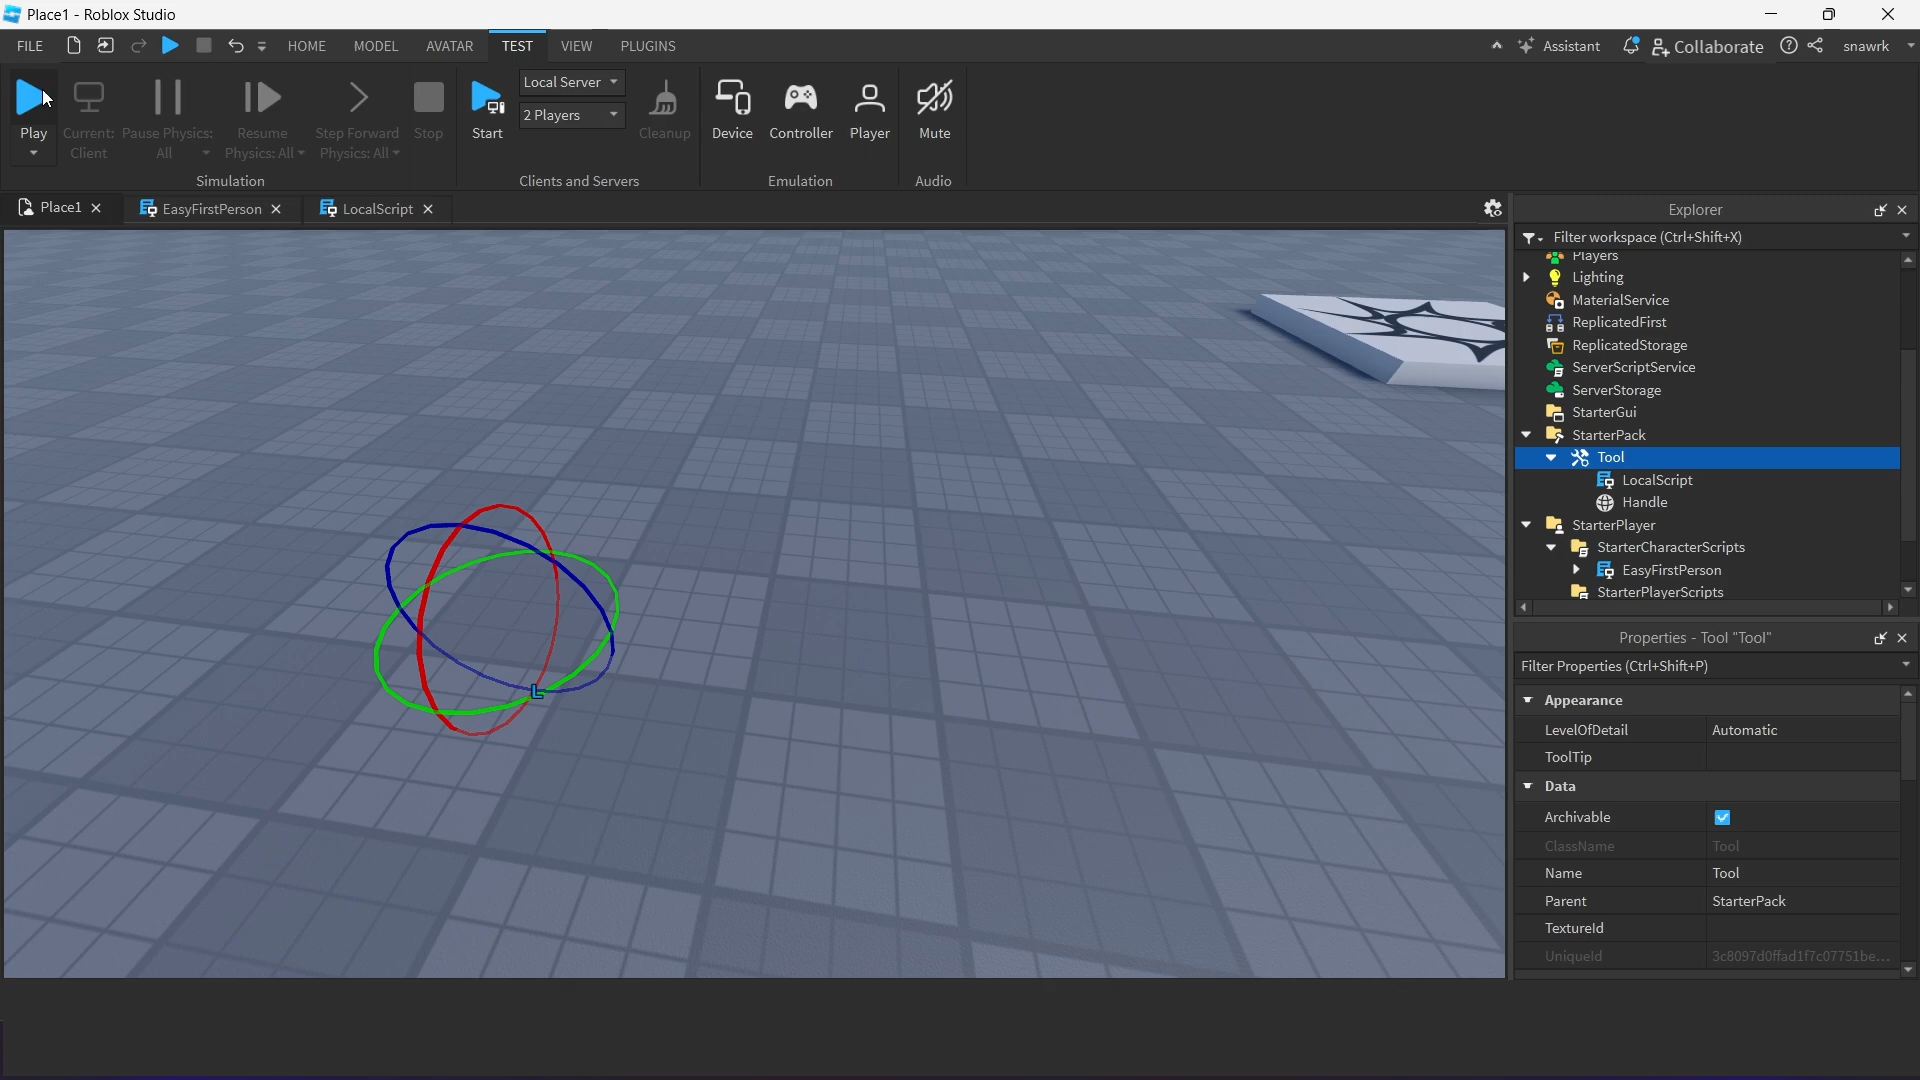 Place1 - Roblox Studio
FILE HOME MODEL AVATAR TEST VIEW PLUGINS Assistant Collaborate snawrk
Play Current: Client Pause Physics: All Resume Physics: All Step Forward Physics: All Stop
Simulation
Start Local Server 2 Players Cleanup
Clients and Servers
Device Controller Player
Emulation
Mute
Audio
Place1 EasyFirstPerson LocalScript
Explorer
Filter workspace (Ctrl+Shift+X)
Players
Lighting
MaterialService
ReplicatedFirst
ReplicatedStorage
ServerScriptService
ServerStorage
StarterGui
StarterPack
Tool
LocalScript
Handle
StarterPlayer
StarterCharacterScripts
EasyFirstPerson
StarterPlayerScripts
Properties - Tool "Tool"
Filter Properties (Ctrl+Shift+P)
Appearance
LevelOfDetail Automatic
ToolTip
Data
Archivable
ClassName Tool
Name Tool
Parent StarterPack
TextureId
UniqueId 3c8097d0ffad1f7c07751be...
L